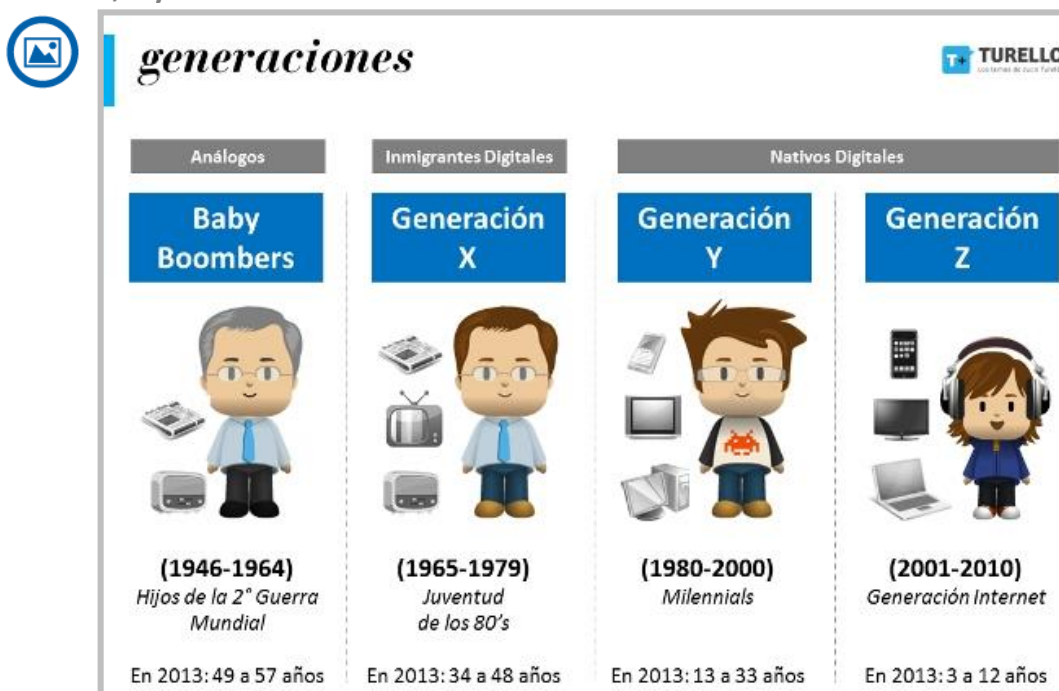 generaciones
T+ TURELLO
Análogos
Inmigrantes Digitales
Nativos Digitales
Baby
Boombers
Generación
X
Generación
Y
Generación
Z
(1946-1964)
Hijos de la 2° Guerra
Mundial
En 2013: 49 a 57 años
(1965-1979)
Juventud
de los 80's
En 2013: 34 a 48 años
(1980-2000)
Milennials
En 2013: 13 a 33 años
(2001-2010)
Generación Internet
En 2013: 3 a 12 años